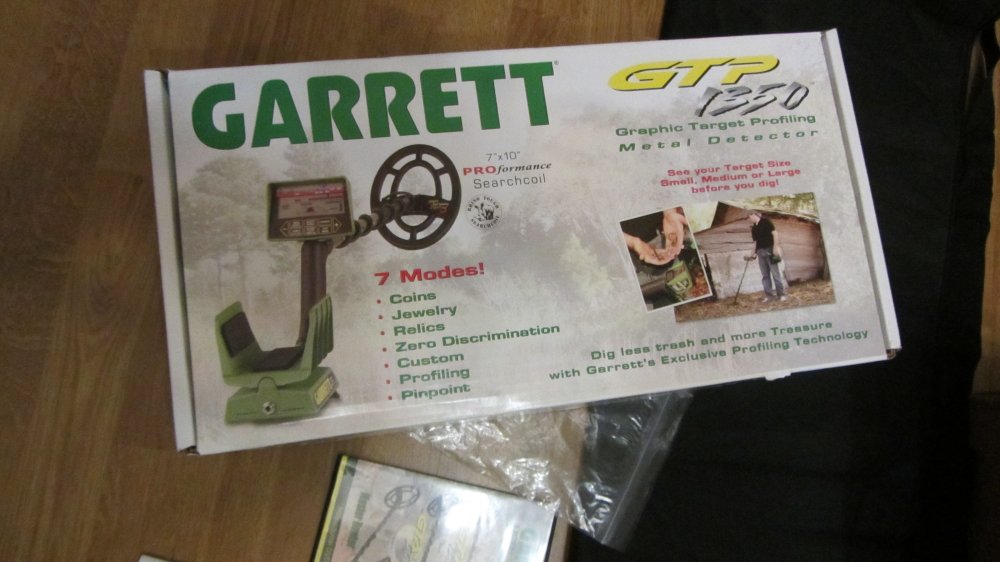 GARRETT®
GTP
1350
Graphic Target Profiling
Metal Detector
7"x10"
PROformance
Searchcoil
See your Target Size
Small, Medium or Large
before you dig!
7 Modes!
• Coins
• Jewelry
• Relics
• Zero Discrimination
• Custom
• Profiling
• Pinpoint
Dig less trash and more Treasure
with Garrett's Exclusive Profiling Technology
GTP